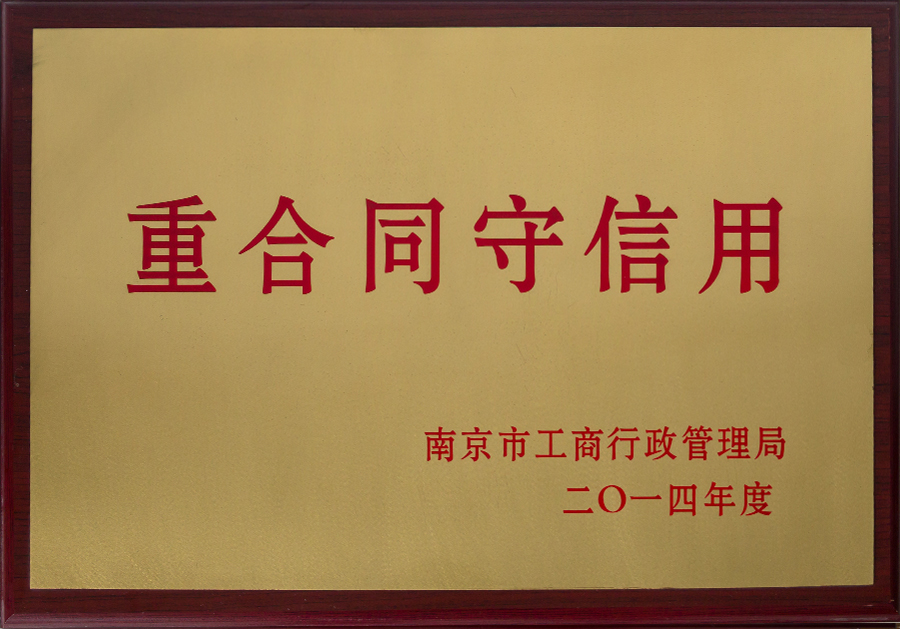 重合同守信用
南京市工商行政管理局
二〇一四年度